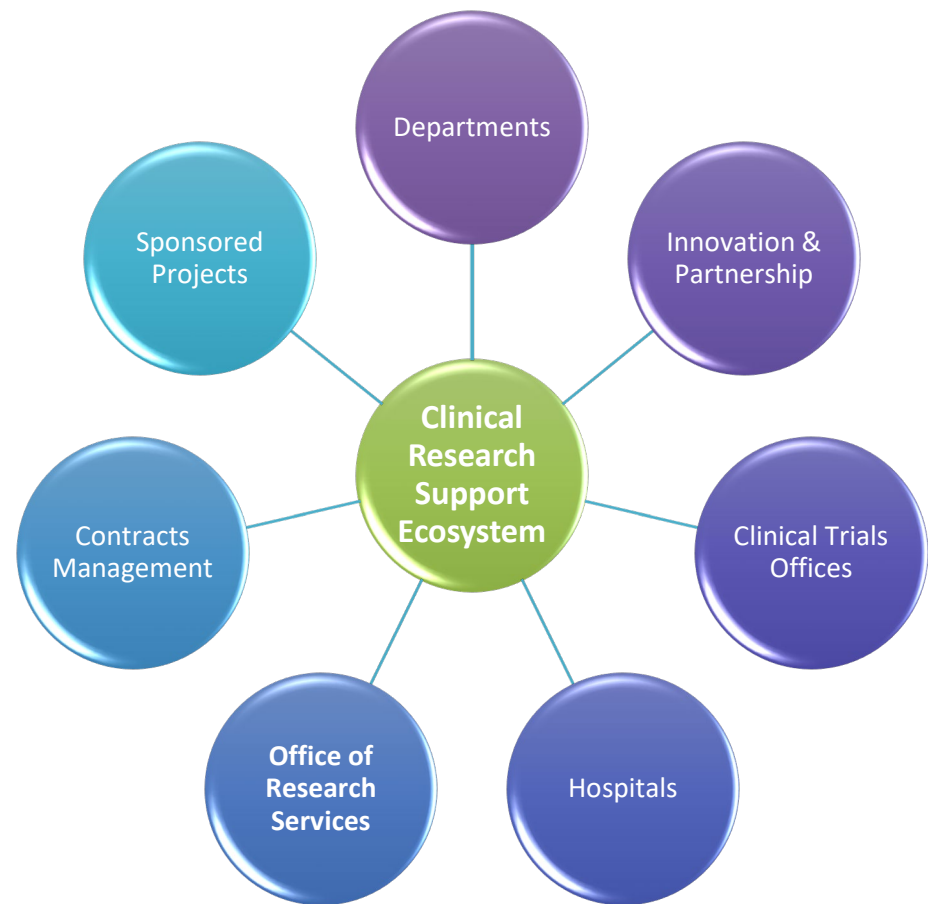 Departments
Sponsored
Projects
Innovation &
Partnership
Clinical
Research
Support
Ecosystem
Contracts
Management
Clinical Trials
Offices
Office of
Research
Services
Hospitals